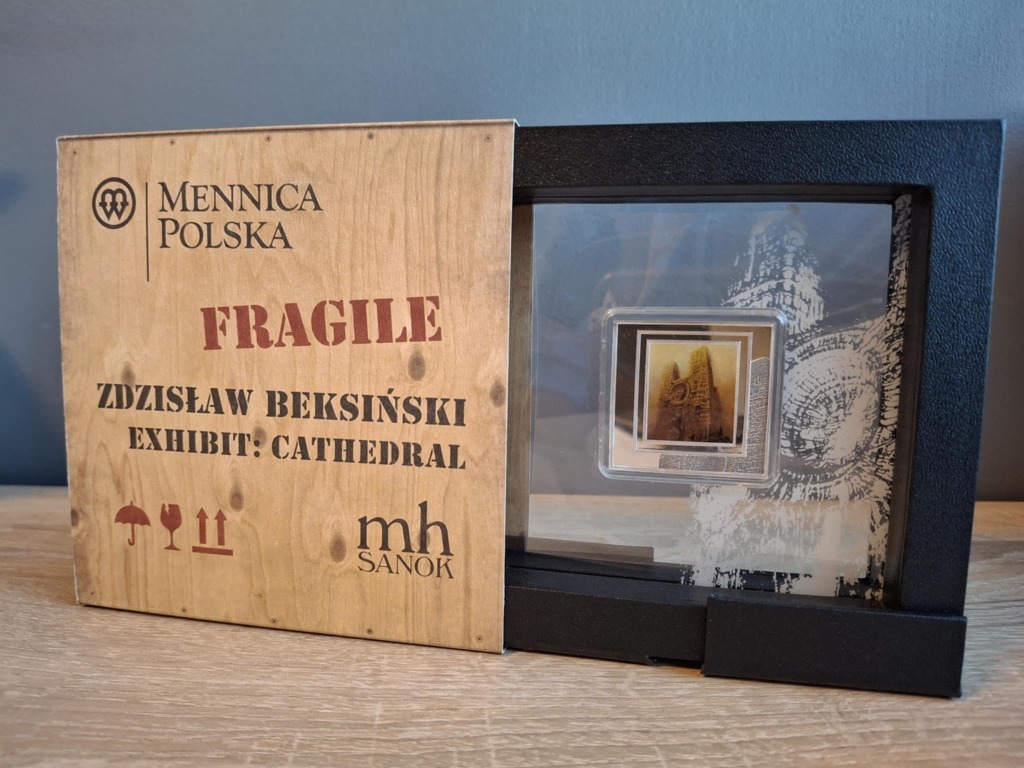 MENNICA
POLSKA
FRAGILE
ZDZISŁAW BEKSIŃSKI
EXHIBIT: CATHEDRAL
mh
SANOK